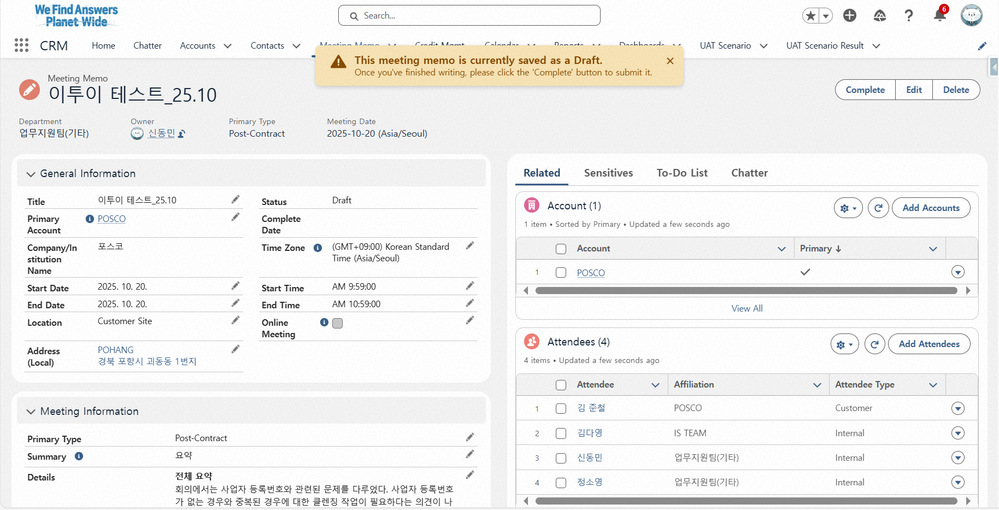 We Find Answers
Planet Wide
Search...
6
CRM
Home
Chatter
Accounts
Contacts
Meeting Memo
Credit Mgmt
Calendar
Reports
Dashboards
UAT Scenario
UAT Scenario Result
This meeting memo is currently saved as a Draft.
Once you've finished writing, please click the 'Complete' button to submit it.
Meeting Memo
이투이 테스트_25.10
Complete
Edit
Delete
Department
업무지원팀(기타)
Owner
신동민
Primary Type
Post-Contract
Meeting Date
2025-10-20 (Asia/Seoul)
General Information
Title
이투이 테스트_25.10
Status
Draft
Primary
Account
POSCO
Complete
Date
Company/In
stitution
Name
포스코
Time Zone
(GMT+09:00) Korean Standard
Time (Asia/Seoul)
Start Date
2025. 10. 20.
Start Time
AM 9:59:00
End Date
2025. 10. 20.
End Time
AM 10:59:00
Location
Customer Site
Online
Meeting
Address
(Local)
POHANG
경북 포항시 괴동동 1번지
Meeting Information
Primary Type
Post-Contract
Summary
요약
Details
전체 요약
회의에서는 사업자 등록번호와 관련된 문제를 다루었다. 사업자 등록번호
가 없는 경우와 중복된 경우에 대한 클렌징 작업이 필요하다는 의견이 나
Related
Sensitives
To-Do List
Chatter
Account (1)
1 item • Sorted by Primary • Updated a few seconds ago
Add Accounts
Account
Primary
1
POSCO
View All
Attendees (4)
4 items • Updated a few seconds ago
Add Attendees
Attendee
Affiliation
Attendee Type
1
김 준철
POSCO
Customer
2
김다영
IS TEAM
Internal
3
신동민
업무지원팀(기타)
Internal
4
정소영
업무지원팀(기타)
Internal